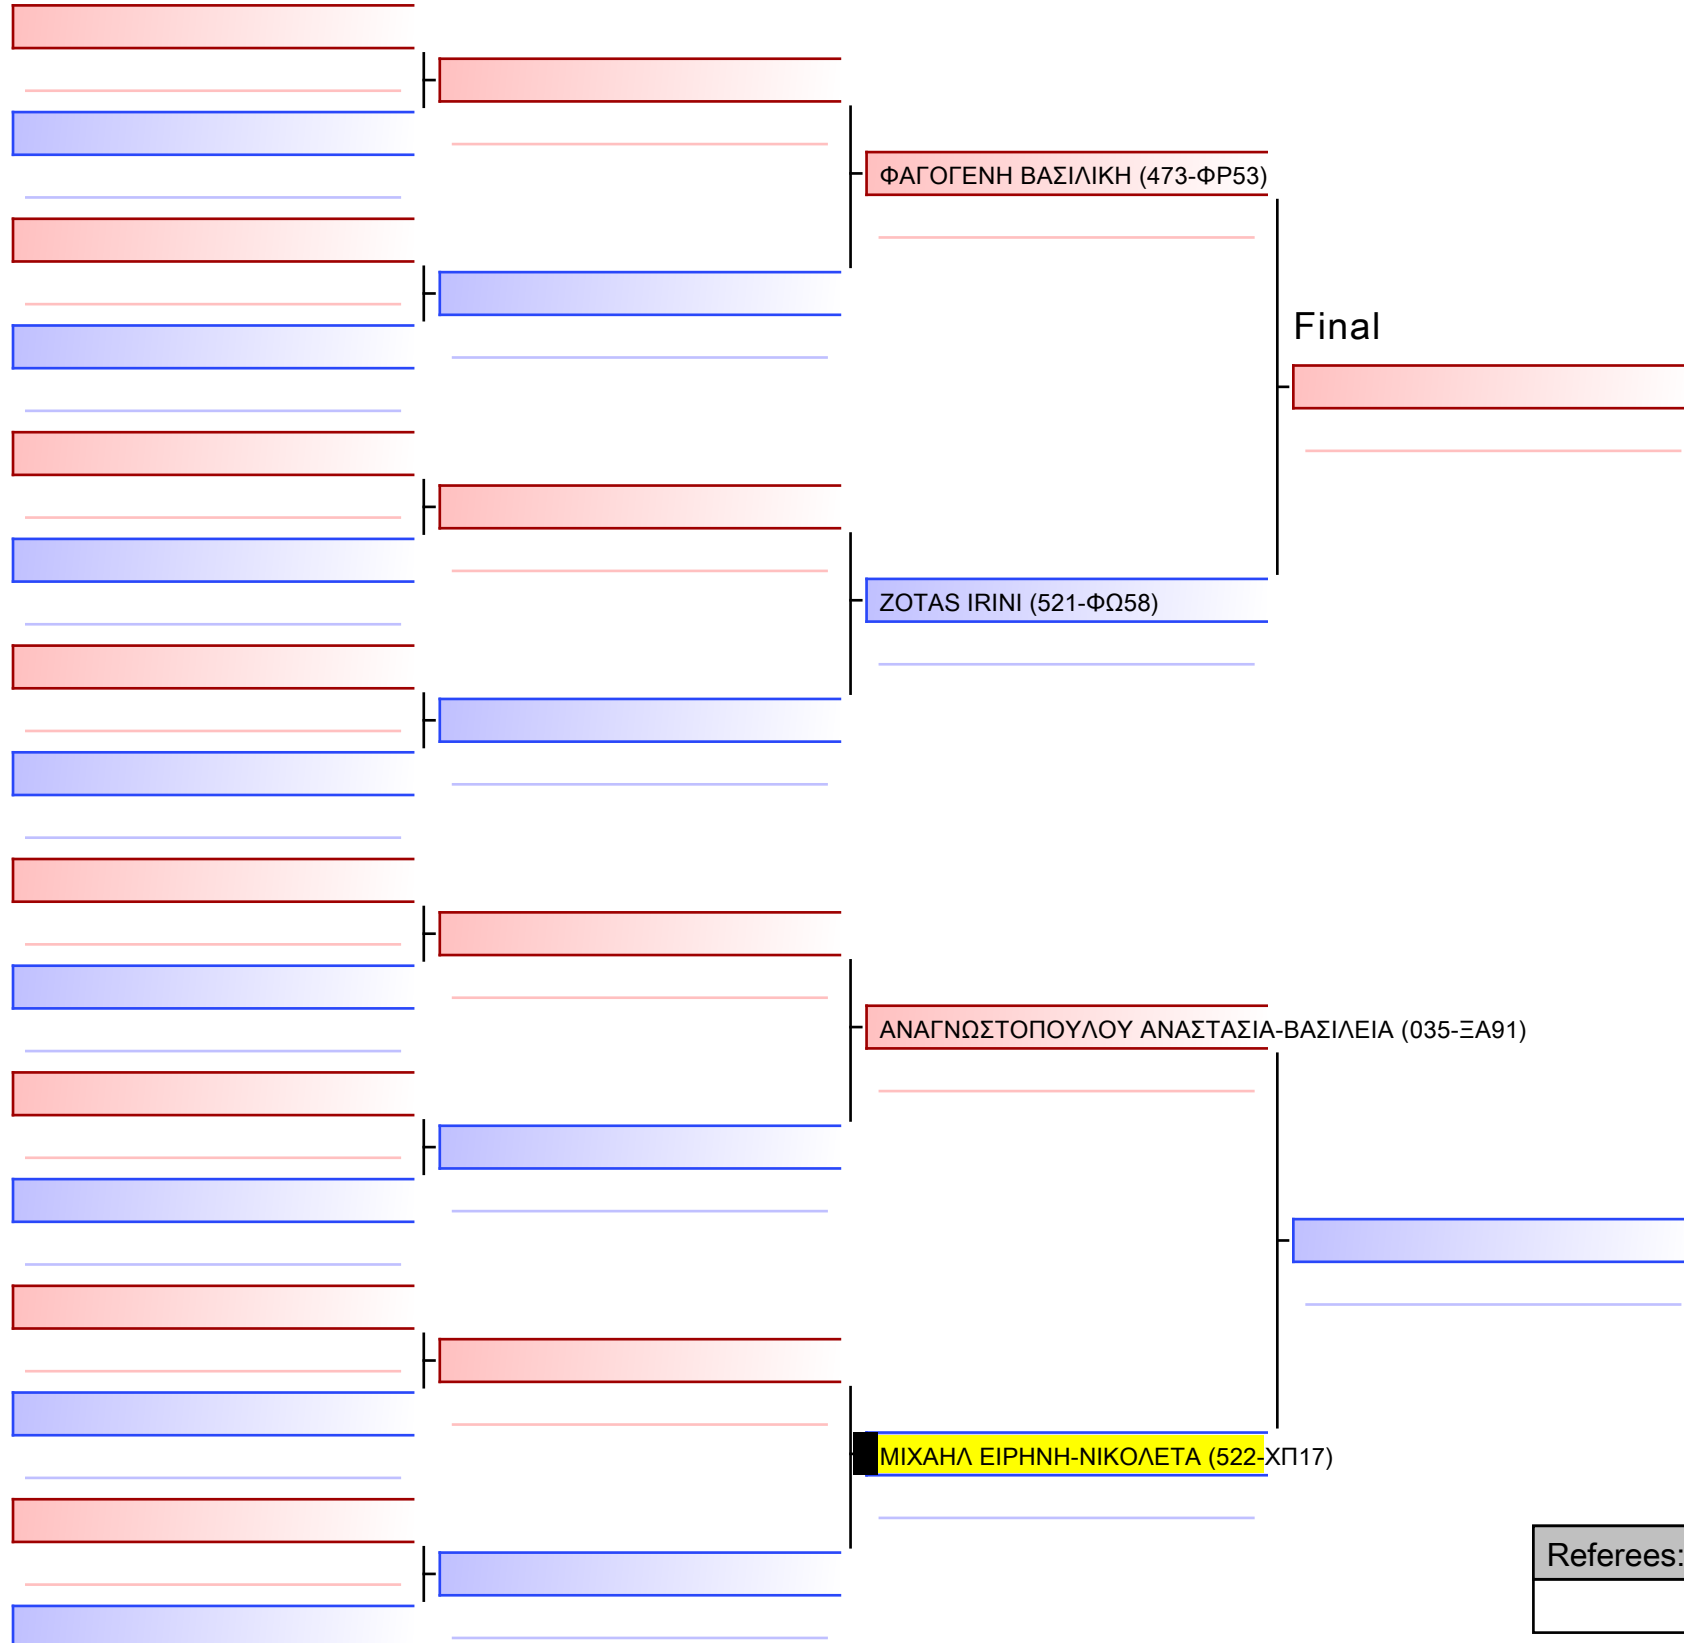 ΦΑΓΟΓΕΝΗ ΒΑΣΙΛΙΚΗ (473-ΦΡ53)
Final
ZOTAS IRINI (521-ΦΩ58)
ΑΝΑΓΝΩΣΤΟΠΟΥΛΟΥ ΑΝΑΣΤΑΣΙΑ-ΒΑΣΙΛΕΙΑ (035-ΞΑ91)
ΜΙΧΑΗΛ ΕΙΡΗΝΗ-ΝΙΚΟΛΕΤΑ (522-ΧΠ17)
Referees: